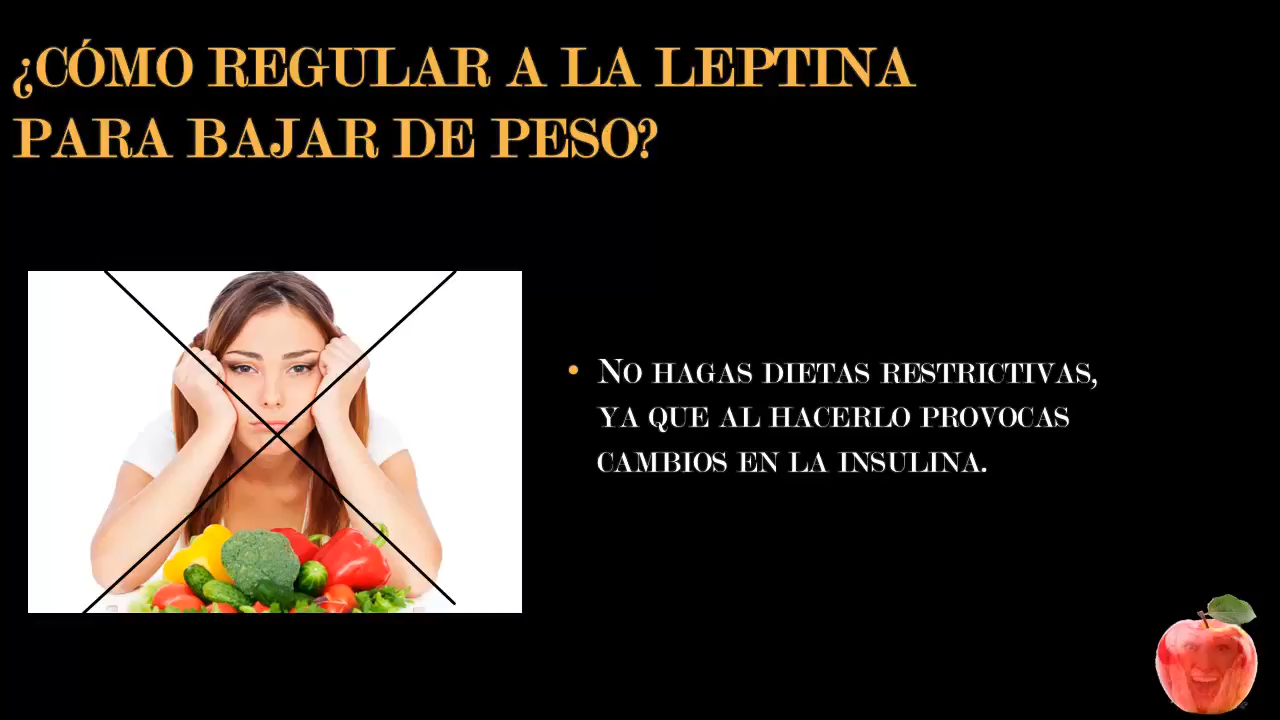 ¿CÓMO REGULAR A LA LEPTINA
PARA BAJAR DE PESO?
• NO HAGAS DIETAS RESTRICTIVAS,
YA QUE AL HACERLO PROVOCAS
CAMBIOS EN LA INSULINA.